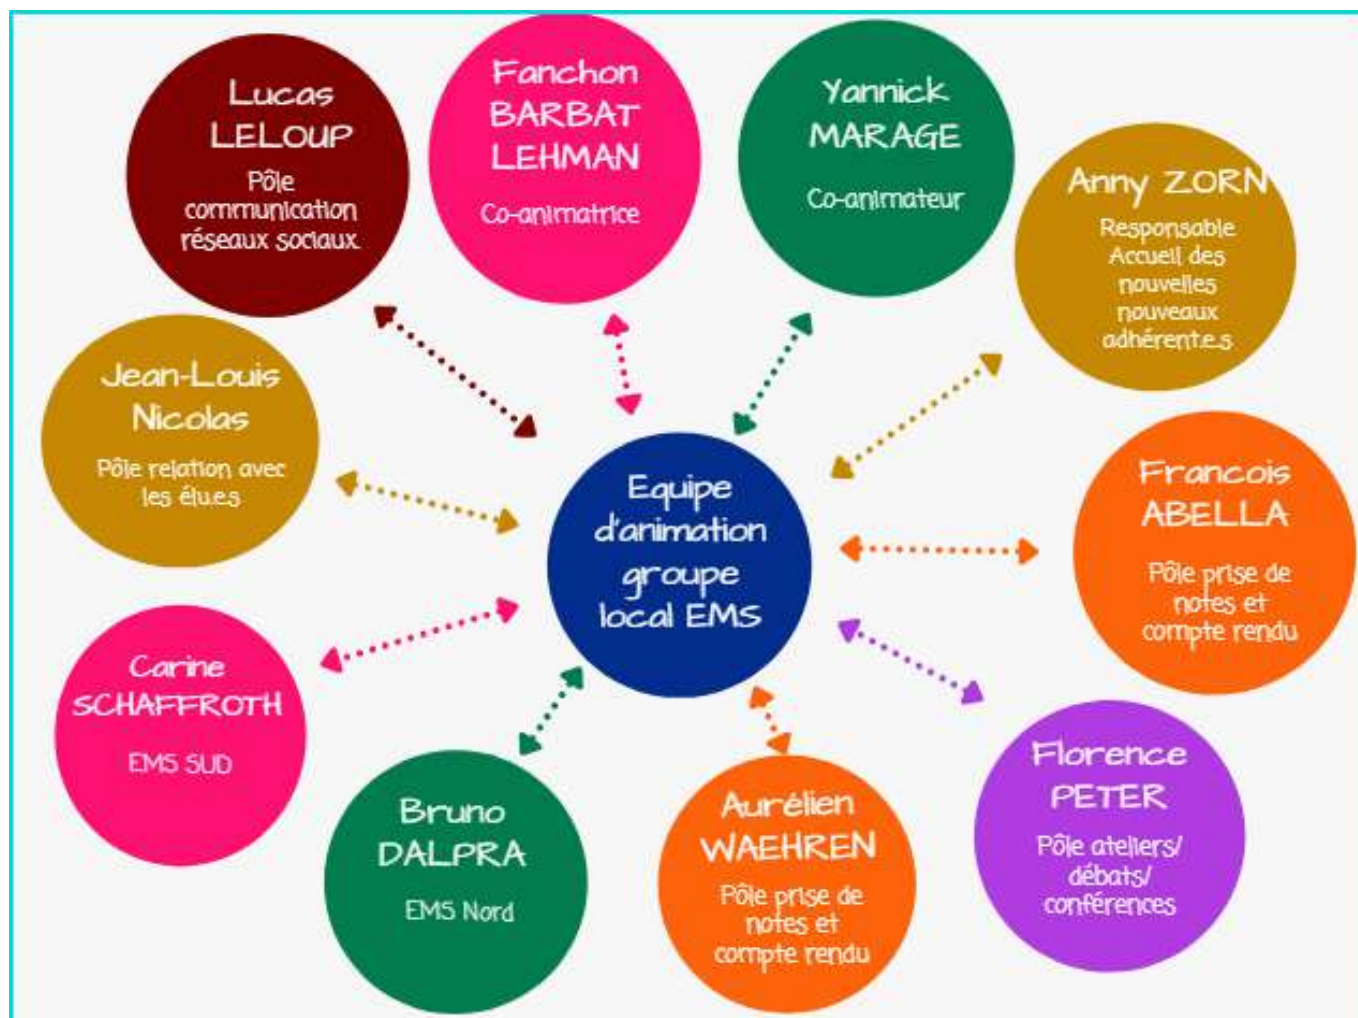 Lucas
LELOUP
Pôle
communication
réseaux sociaux
Fanchon
BARBAT
LEHMAN
Co-animatrice
Yannick
MARAGE
Co-animateur
Anny ZORN
Responsable
Accueil des
nouvelles
nouveaux
adhérent.e.s
Jean-Louis
Nicolas
Pôle relation avec
les élu.e.s
Equipe
d'animation
groupe
local EMS
Francois
ABELLA
Pôle prise de
notes et
compte rendu
Carine
SCHAFFROTH
EMS SUD
Bruno
DALPRA
EMS Nord
Aurélien
WAEHREN
Pôle prise de
notes et
compte rendu
Florence
PETER
Pôle ateliers/
débats/
conférences